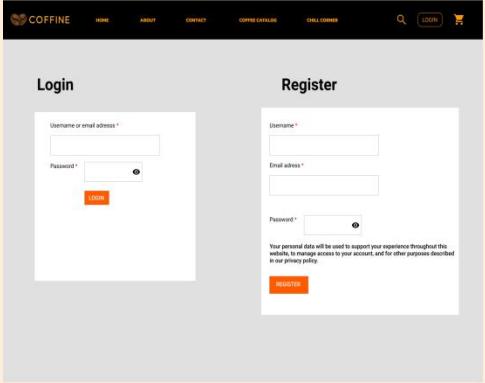 COFFINE HOME ABOUT CONTACT COFFEE CATALOG CHILL CORNER LOGIN
Login
Username or email adresss *
Password *
LOGIN
Register
Username *
Email adress *
Password *
Your personal data will be used to support your experience throughout this
website, to manage access to your account, and for other purposes described
in our privacy policy.
REGISTER